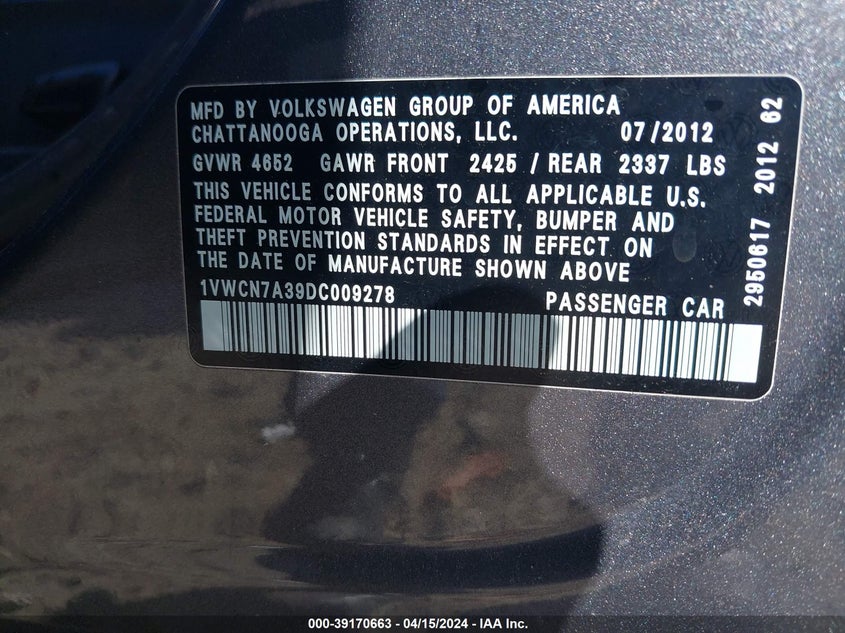 MFD BY VOLKSWAGEN GROUP OF AMERICA
CHATTANOOGA OPERATIONS, LLC. 07/2012
GVWR 4652 GAWR FRONT 2425 / REAR 2337 LBS
THIS VEHICLE CONFORMS TO ALL APPLICABLE U.S.
FEDERAL MOTOR VEHICLE SAFETY, BUMPER AND
THEFT PREVENTION STANDARDS IN EFFECT ON
THE DATE OF MANUFACTURE SHOWN ABOVE
1VWCN7A39DC009278 PASSENGER CAR
2950617 2012 62
000-39170663 - 04/15/2024 - IAA Inc.